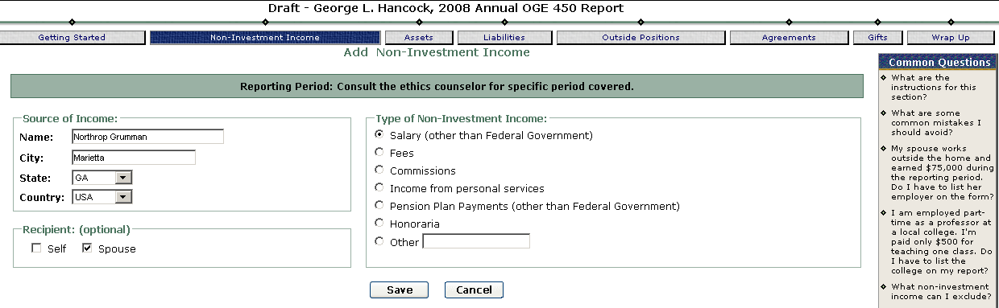 Draft - George L. Hancock, 2008 Annual OGE 450 Report
Getting Started
Non-Investment Income
Assets
Liabilities
Outside Positions
Agreements
Gifts
Wrap Up
Add Non-Investment Income
Reporting Period: Consult the ethics counselor for specific period covered.
Source of Income:
Name: Northrop Grumman
City: Marietta
State: GA
Country: USA
Recipient: (optional)
Self Spouse
Type of Non-Investment Income:
Salary (other than Federal Government)
Fees
Commissions
Income from personal services
Pension Plan Payments (other than Federal Government)
Honoraria
Other
Save Cancel
Common Questions
What are the
instructions for this
section?
What are some
common mistakes I
should avoid?
My spouse works
outside the home and
earned $75,000 during
the reporting period.
Do I have to list her
employer on the form?
I am employed part-
time as a professor at
a local college. I'm
paid only $500 for
teaching one class. Do
I have to list the
college on my report?
What non-investment
income can I exclude?